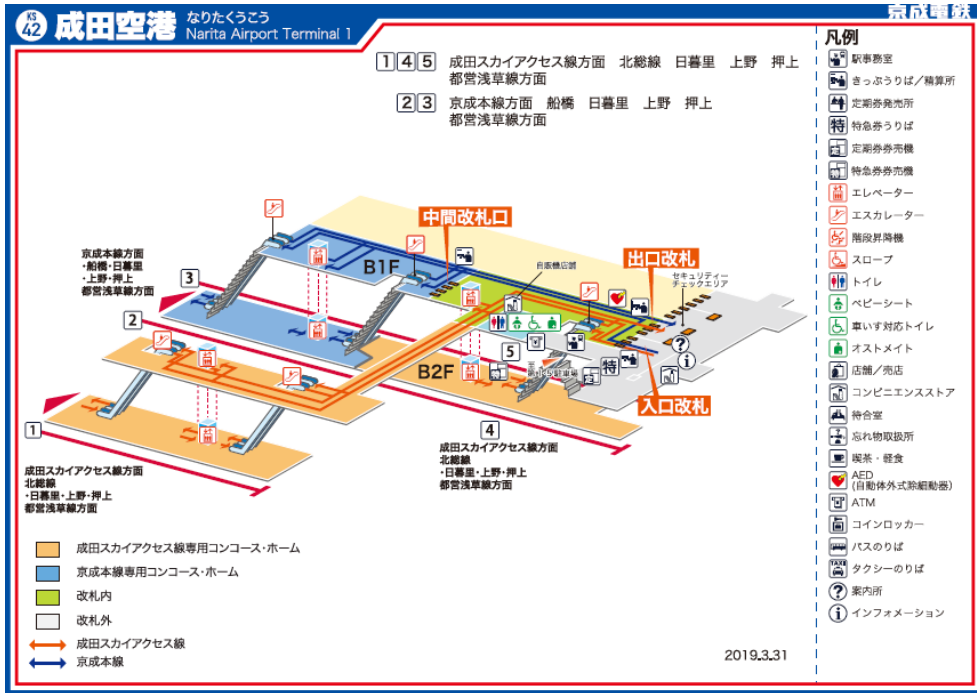 KS
42
成田空港
なりたくうこう
Narita Airport Terminal 1
京成電鉄
1 4 5 成田スカイアクセス線方面 北総線 日暮里 上野 押上
都営浅草線方面
2 3 京成本線方面 船橋 日暮里 上野 押上
都営浅草線方面
中間改札口
出口改札
入口改札
セキュリティー
チェックエリア
自販機店舗
B1F
B2F
京成本線方面
・船橋・日暮里
・上野・押上
都営浅草線方面
3
2
5
4
1
特
成田スカイアクセス線方面
北総線
・日暮里・上野・押上
都営浅草線方面
成田スカイアクセス線方面
北総線
・日暮里・上野・押上
都営浅草線方面
成田スカイアクセス線専用コンコース・ホーム
京成本線専用コンコース・ホーム
改札内
改札外
成田スカイアクセス線
京成本線
2019.3.31
凡例
駅事務室
きっぷうりば／精算所
定期券発売所
特 特急券うりば
定期券券売機
特急券券売機
エレベーター
エスカレーター
階段昇降機
スロープ
トイレ
ベビーシート
車いす対応トイレ
オストメイト
店舗／売店
コンビニエンスストア
待合室
忘れ物取扱所
喫茶・軽食
AED
(自動体外式除細動器)
ATM
コインロッカー
バスのりば
TAXI
タクシーのりば
? 案内所
i インフォメーション